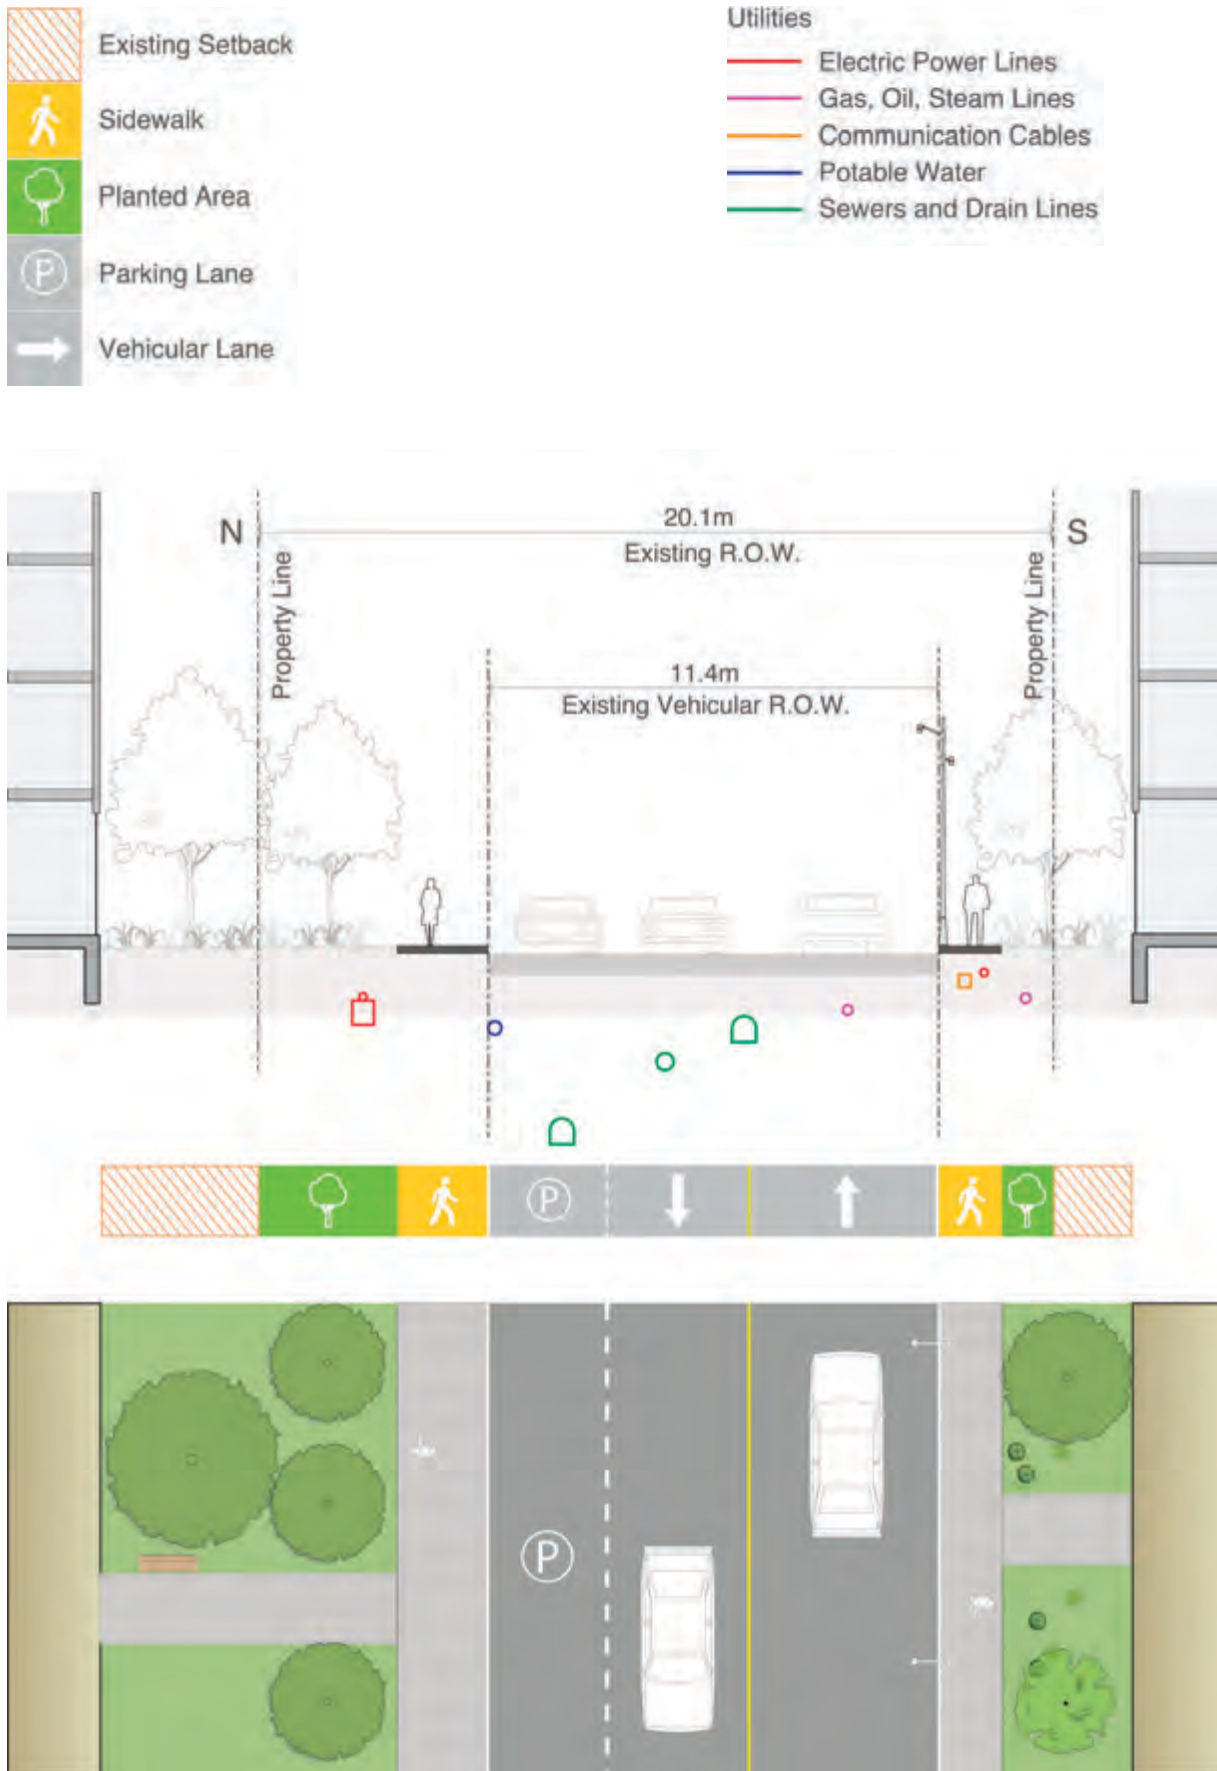 Existing Setback
Sidewalk
Planted Area
P
Parking Lane
Vehicular Lane
Utilities
Electric Power Lines
Gas, Oil, Steam Lines
Communication Cables
Potable Water
Sewers and Drain Lines
N
20.1m
S
Existing R.O.W.
Property Line
Property Line
11.4m
Existing Vehicular R.O.W.
P
P